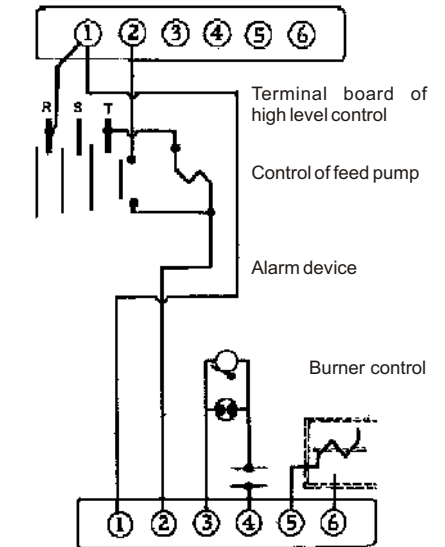 1 2 3 4 5 6
Terminal board of
high level control
R S T
Control of feed pump
Alarm device
Burner control
1 2 3 4 5 6